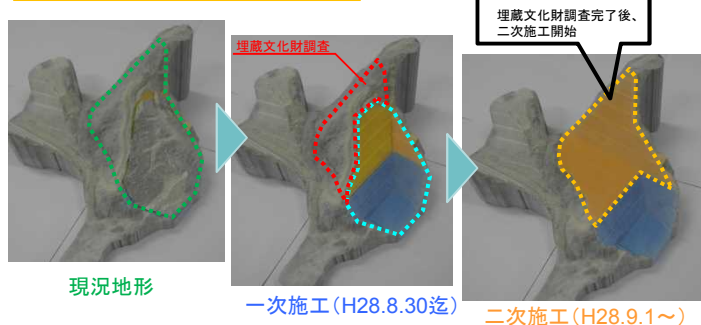 埋蔵文化財調査完了後、
二次施工開始
埋蔵文化財調査
現況地形
一次施工(H28.8.30迄)
二次施工(H28.9.1~)